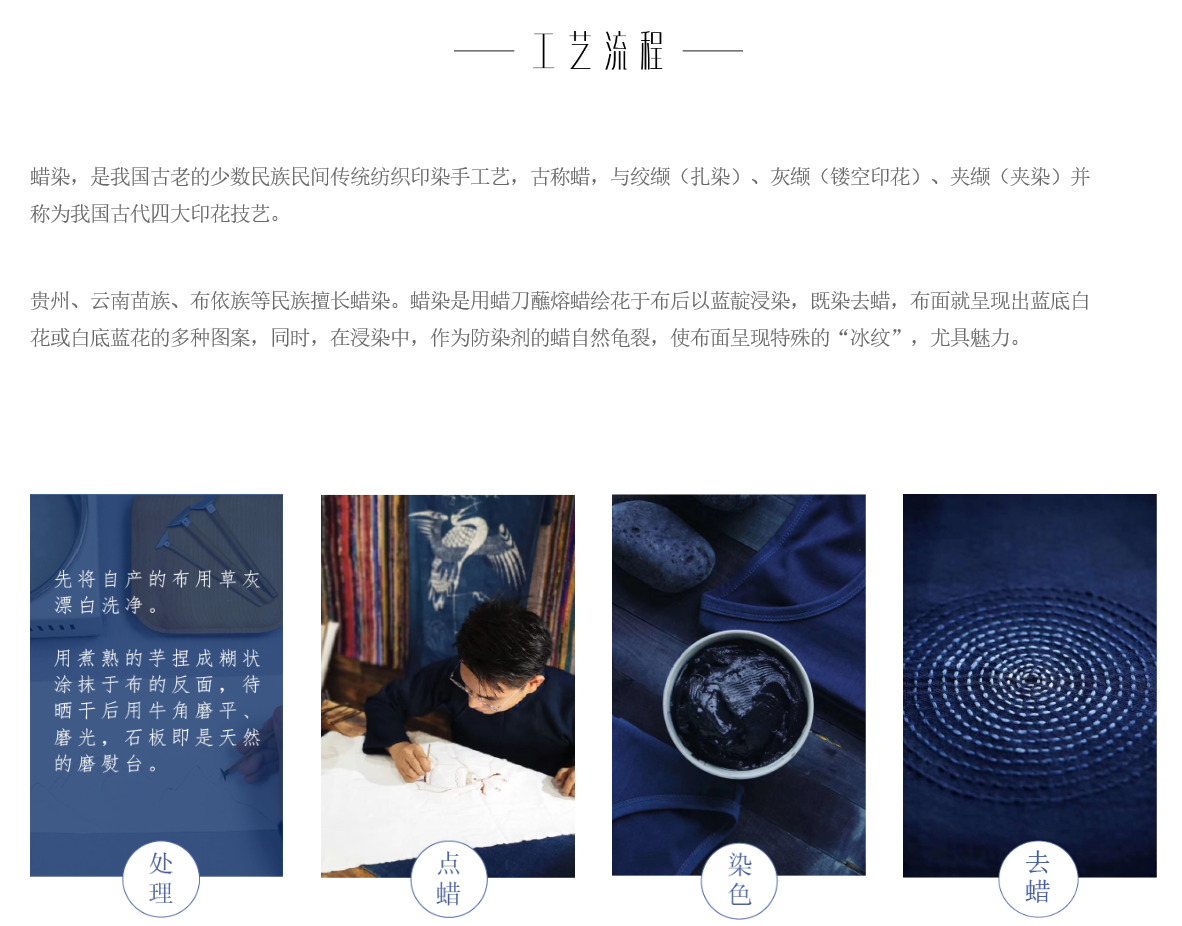 工艺流程
蜡染，是我国古老的少数民族民间传统纺织印染手工艺，古称蜡，与绞缬（扎染）、灰缬（镂空印花）、夹缬（夹染）并
称为我国古代四大印花技艺。
贵州、云南苗族、布依族等民族擅长蜡染。蜡染是用蜡刀蘸熔蜡绘花于布后以蓝靛浸染，既染去蜡，布面就呈现出蓝底白
花或白底蓝花的多种图案，同时，在浸染中，作为防染剂的蜡自然龟裂，使布面呈现特殊的“冰纹”，尤具魅力。
先将自产的布用草灰
漂白洗净。
用煮熟的芋捏成糊状
涂抹于布的反面，待
晒干后用牛角磨平、
磨光，石板即是天然
的磨熨台。
处
理
点
蜡
染
色
去
蜡